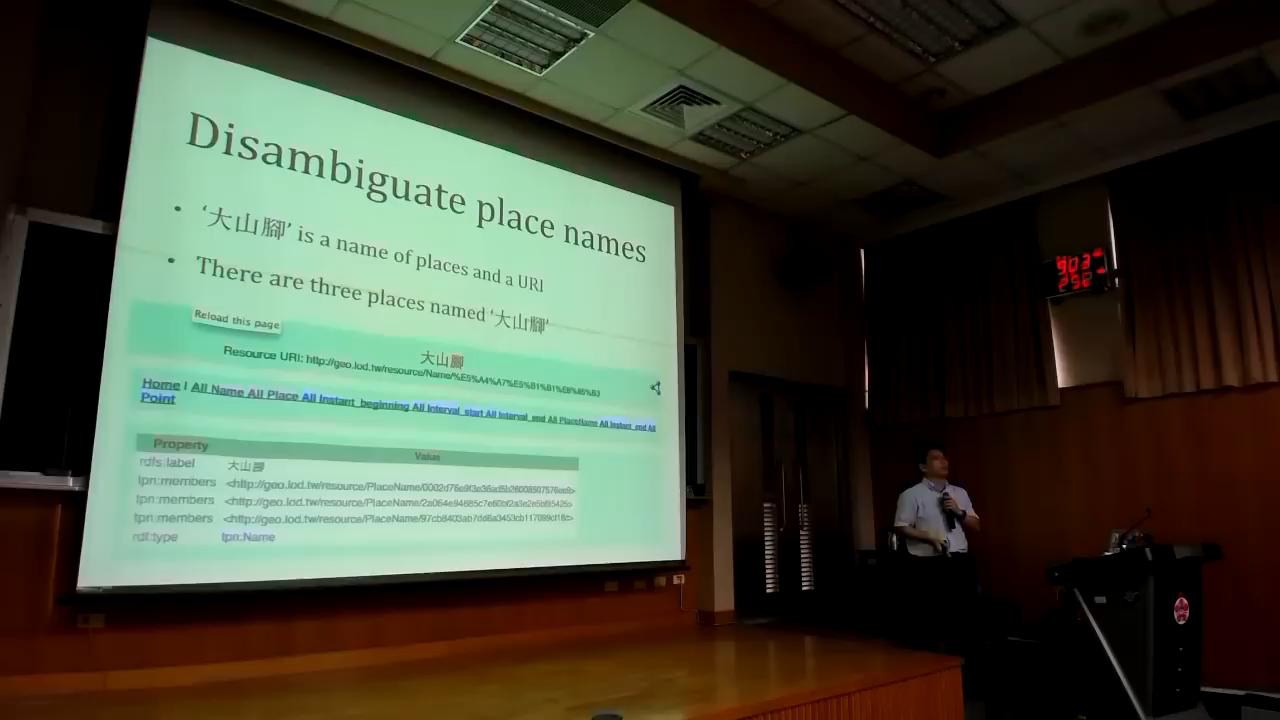 Disambiguate place names
• ‘大山腳’ is a name of places and a URI
• There are three places named ‘大山腳’
Reload this page
大山腳
Resource URI: http://geo.lod.tw/resource/Name/%E5%A4%A7%E5%B1%B1%E8%85%B3
Home | All Name All Place All Instant_beginning All Interval_start All Interval_end All PlaceName All Instant_end All
Point
Property Value
rdfs:label 大山腳
tpn:members
tpn:members
tpn:members
rdf:type tpn:Name